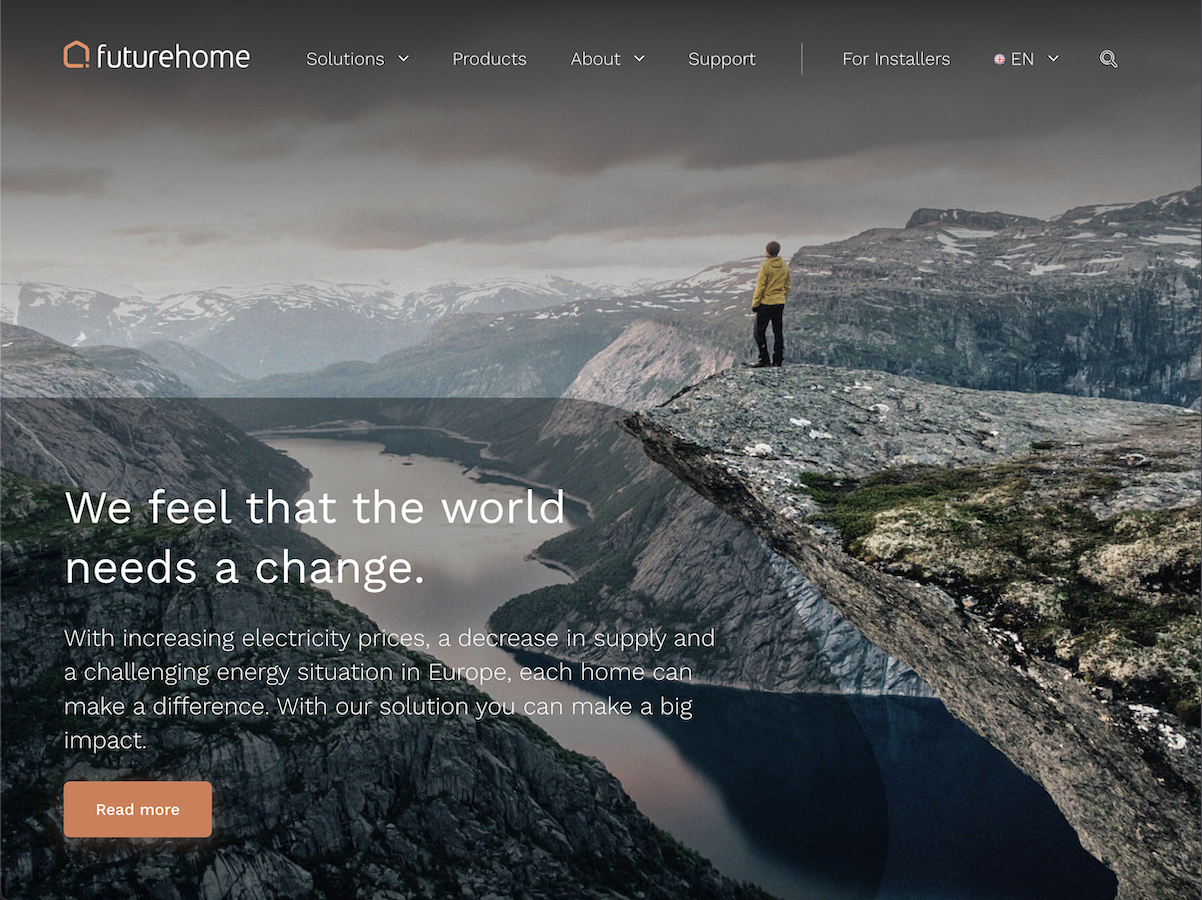 futurehome
Solutions
Products
About
Support
For Installers
EN
We feel that the world
needs a change.
With increasing electricity prices, a decrease in supply and
a challenging energy situation in Europe, each home can
make a difference. With our solution you can make a big
impact.
Read more